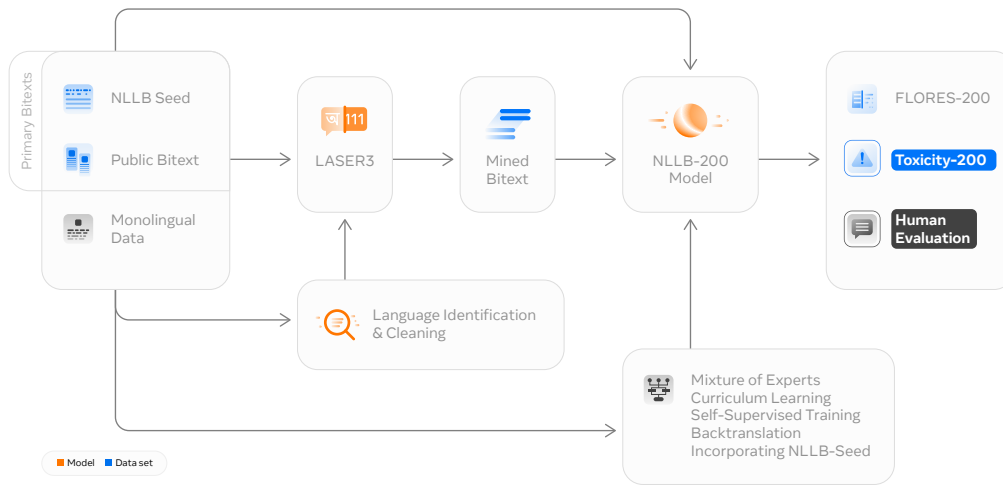 Primary Bitexts
NLLB Seed
Public Bitext
Monolingual
Data
অ 111
LASER3
Mined
Bitext
NLLB-200
Model
FLORES-200
Toxicity-200
Human
Evaluation
Language Identification
& Cleaning
Mixture of Experts
Curriculum Learning
Self-Supervised Training
Backtranslation
Incorporating NLLB-Seed
Model
Data set